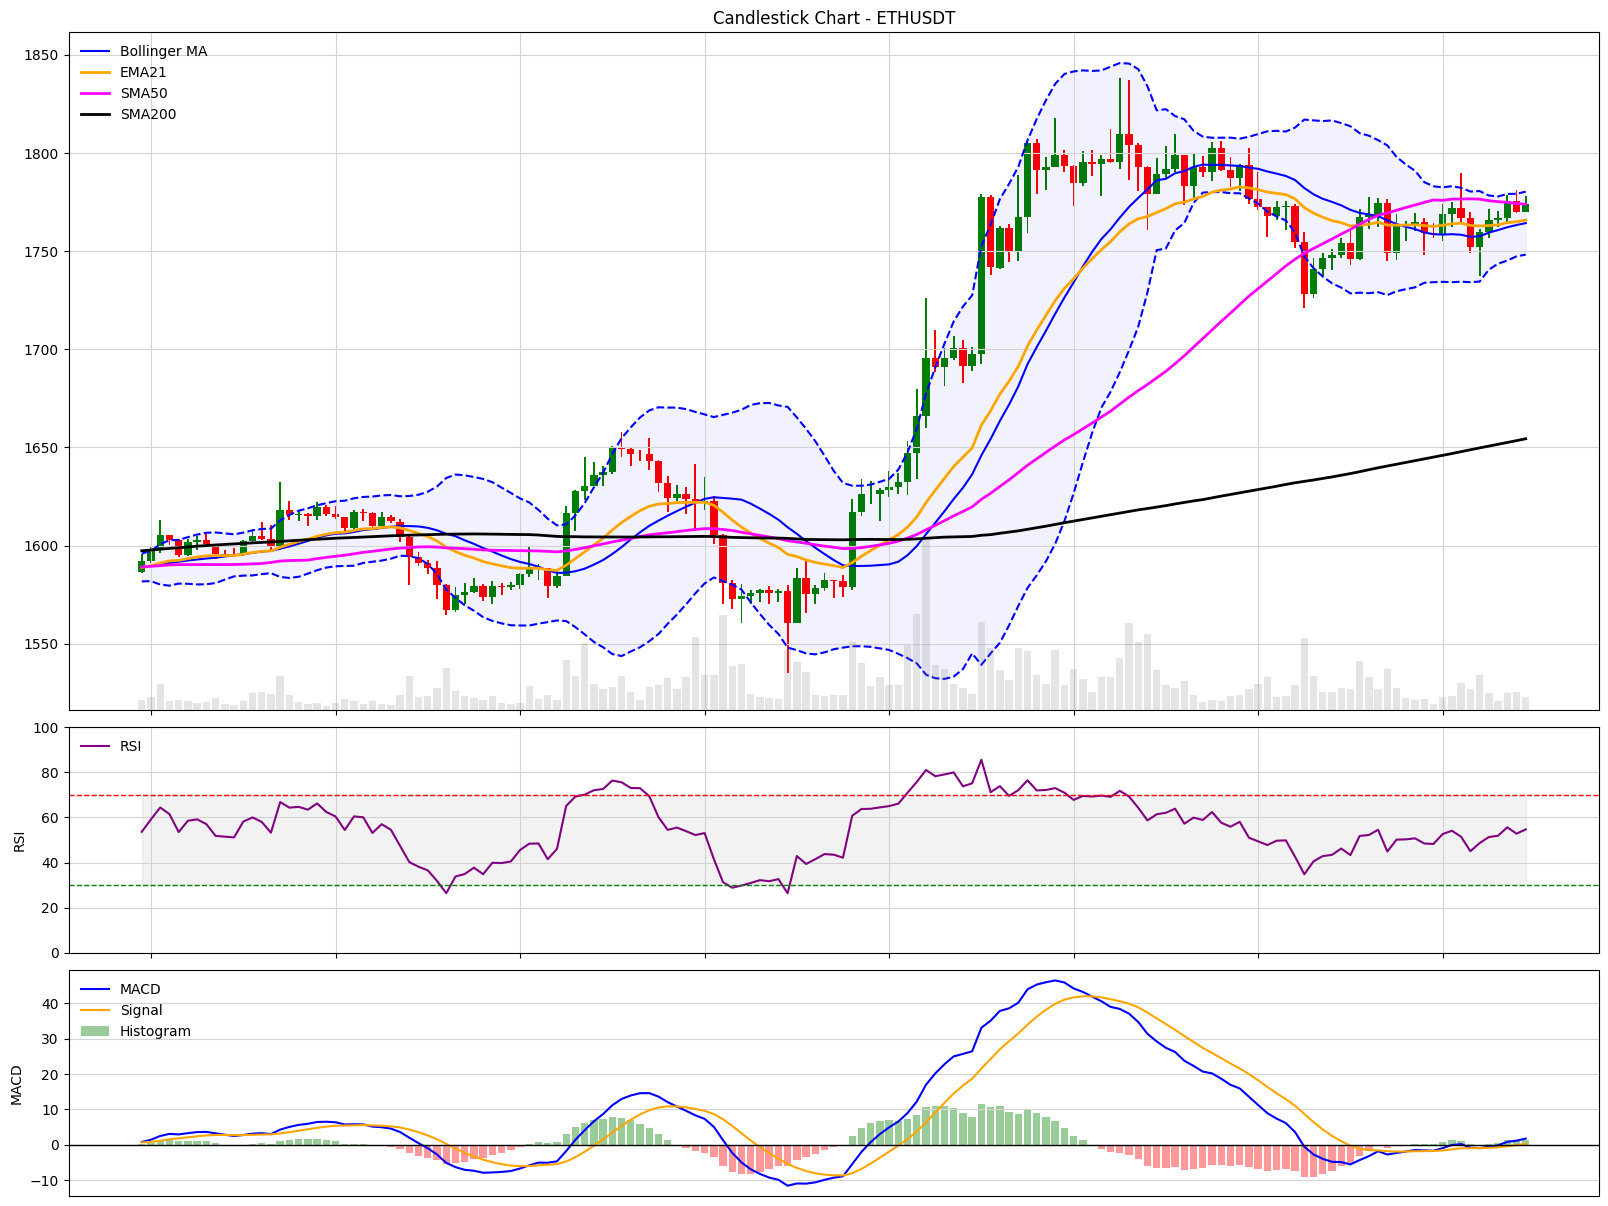 Candlestick Chart - ETHUSDT
Bollinger MA
EMA21
SMA50
SMA200
1850
1800
1750
1700
1650
1600
1550
RSI
100
80
60
40
20
0
RSI
MACD
Signal
Histogram
40
30
20
10
0
−10
MACD